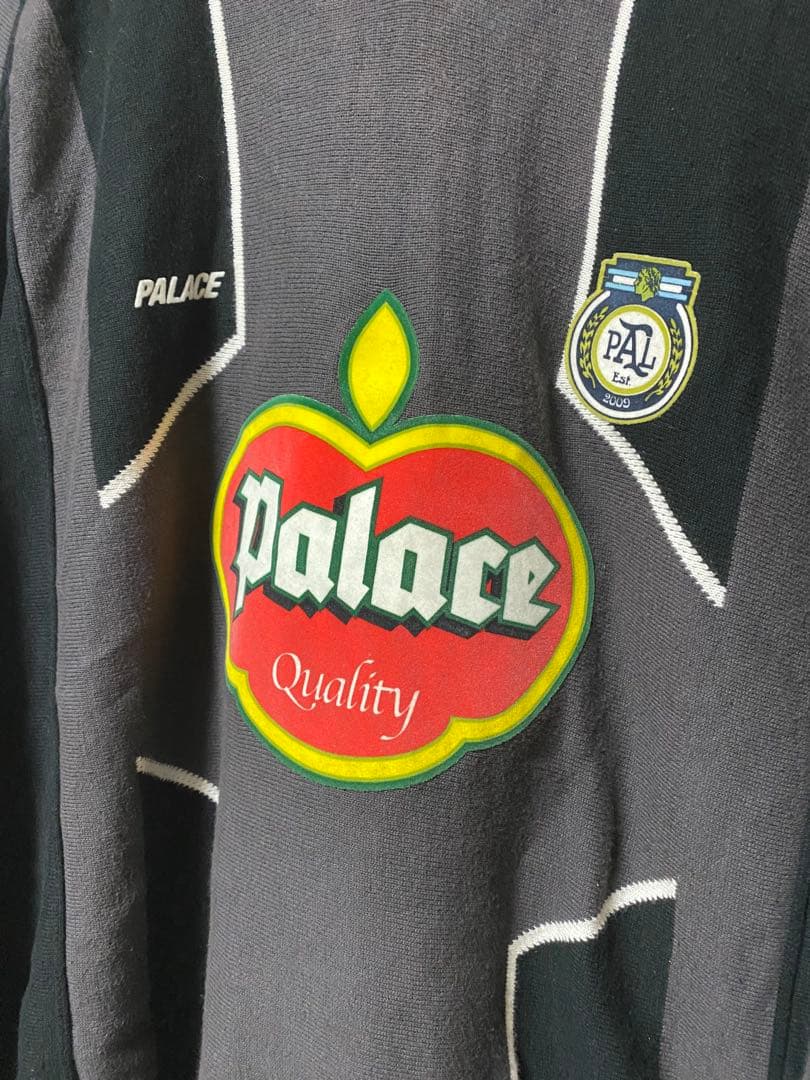 PALACE
PAL
Est.
2009
Palace
Quality